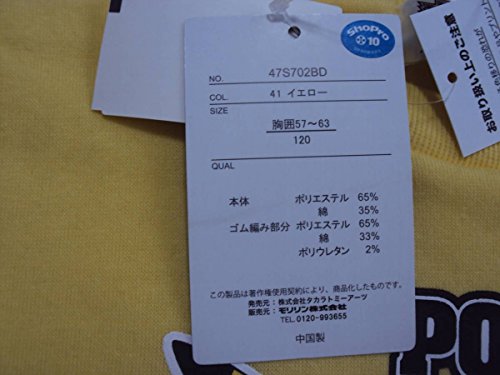 ShoPro
10
NO. 47S702BD
COL. 41 イエロー
SIZE
胸囲57～63
120
QUAL
本体 ポリエステル 65%
綿 35%
ゴム編み部分 ポリエステル 65%
綿 33%
ポリウレタン 2%
この製品は著作権使用契約により、商品化したものです。
発売元：株式会社タカラトミーアーツ
販売元：モリリン株式会社
TEL.0120-993655
中国製
お取り扱い上のご注意
PO